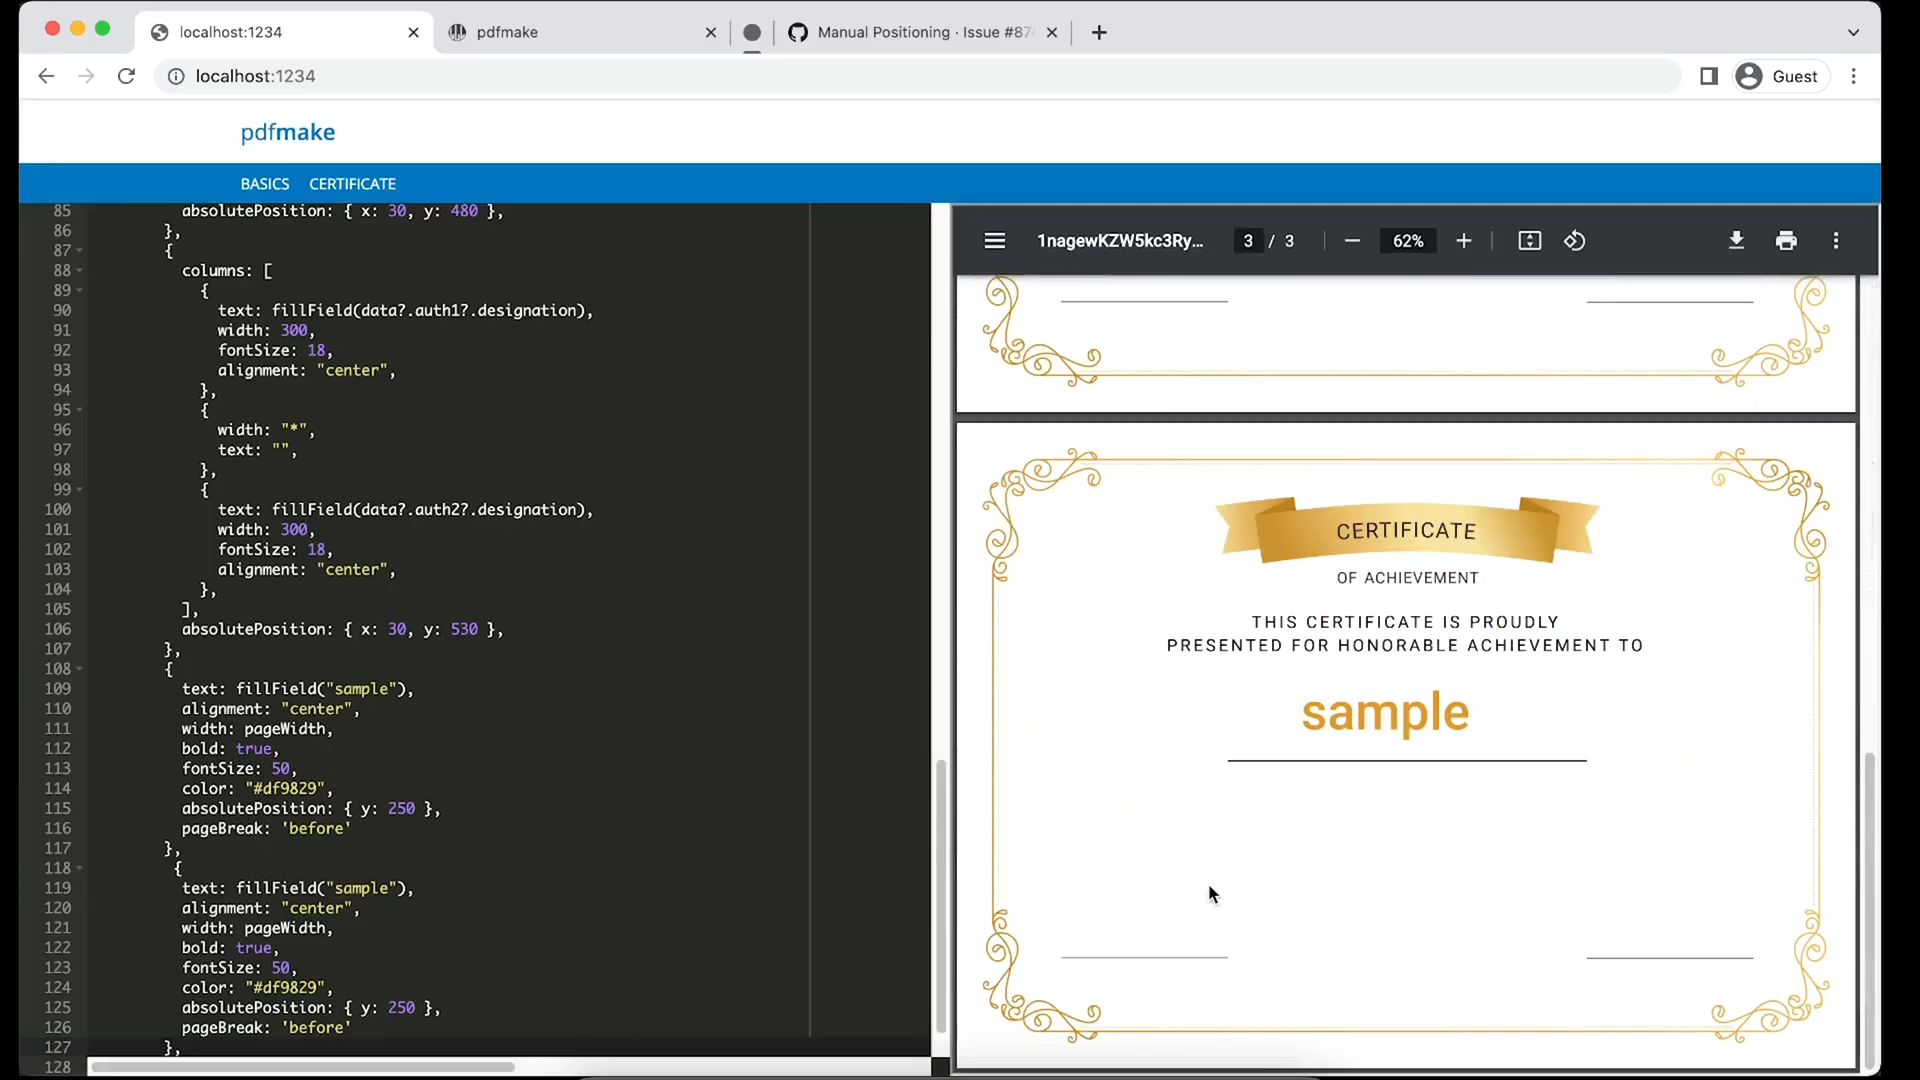 localhost:1234
pdfmake
Manual Positioning · Issue #87
localhost:1234
Guest
pdfmake
BASICS CERTIFICATE
85 absolutePosition: { x: 30, y: 480 },
86 },
87 {
88 columns: [
89 {
90 text: fillField(data?.auth1?.designation),
91 width: 300,
92 fontSize: 18,
93 alignment: "center",
94 },
95 {
96 width: "*",
97 text: "",
98 },
99 {
100 text: fillField(data?.auth2?.designation),
101 width: 300,
102 fontSize: 18,
103 alignment: "center",
104 },
105 ],
106 absolutePosition: { x: 30, y: 530 },
107 },
108 {
109 text: fillField("sample"),
110 alignment: "center",
111 width: pageWidth,
112 bold: true,
113 fontSize: 50,
114 color: "#df9829",
115 absolutePosition: { y: 250 },
116 pageBreak: 'before'
117 },
118 {
119 text: fillField("sample"),
120 alignment: "center",
121 width: pageWidth,
122 bold: true,
123 fontSize: 50,
124 color: "#df9829",
125 absolutePosition: { y: 250 },
126 pageBreak: 'before'
127 },
128
1nagewKZW5kc3Ry... 3 / 3 62%
CERTIFICATE
OF ACHIEVEMENT
THIS CERTIFICATE IS PROUDLY
PRESENTED FOR HONORABLE ACHIEVEMENT TO
sample